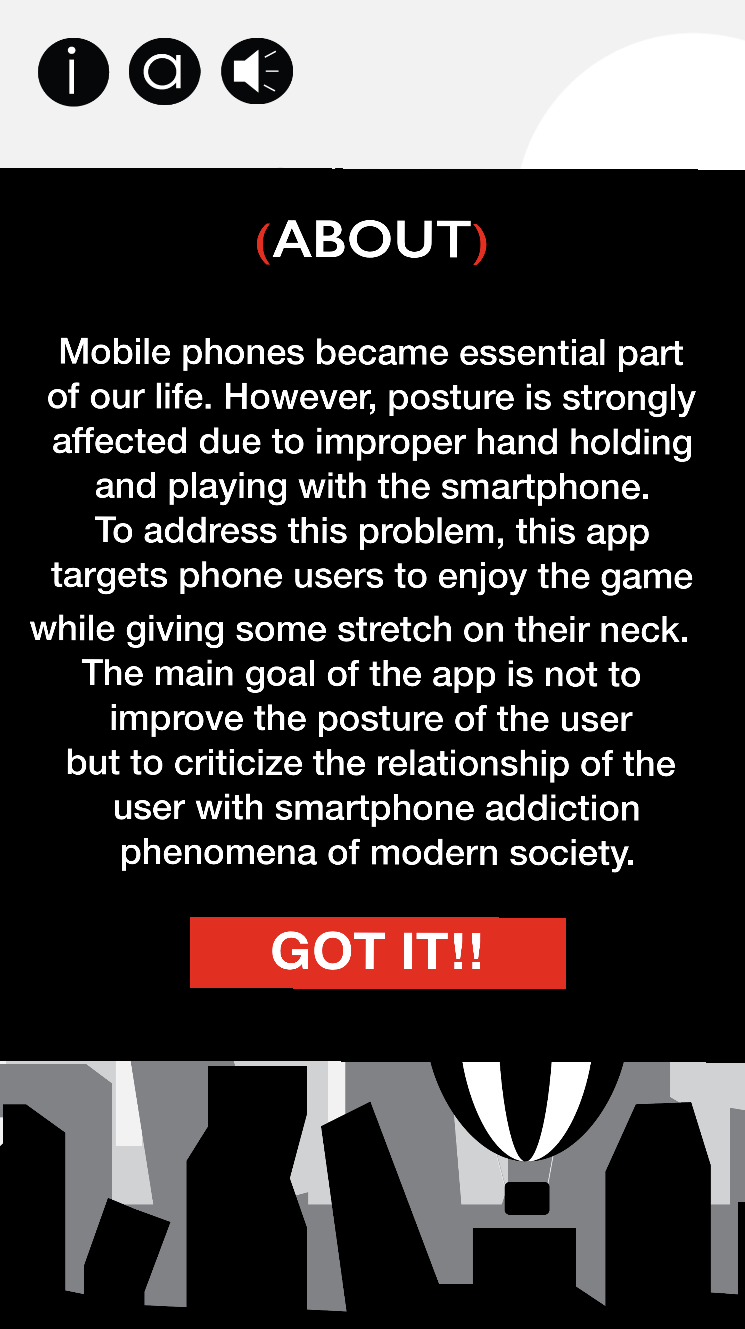 i a
(ABOUT)
Mobile phones became essential part
of our life. However, posture is strongly
affected due to improper hand holding
and playing with the smartphone.
To address this problem, this app
targets phone users to enjoy the game
while giving some stretch on their neck.
The main goal of the app is not to
improve the posture of the user
but to criticize the relationship of the
user with smartphone addiction
phenomena of modern society.
GOT IT!!